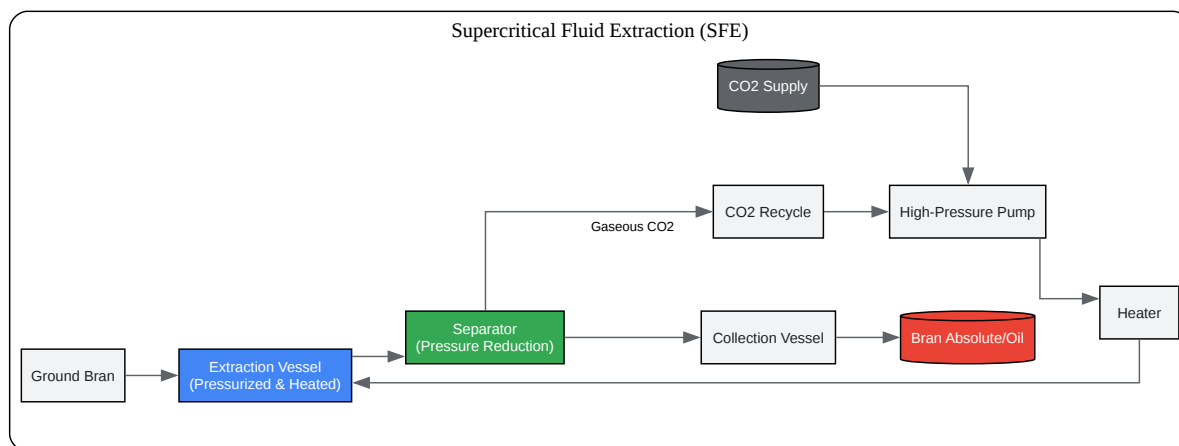 Supercritical Fluid Extraction (SFE)
CO2 Supply
CO2 Recycle
High-Pressure Pump
Gaseous CO2
Heater
Separator
(Pressure Reduction)
Collection Vessel
Bran Absolute/Oil
Ground Bran
Extraction Vessel
(Pressurized & Heated)